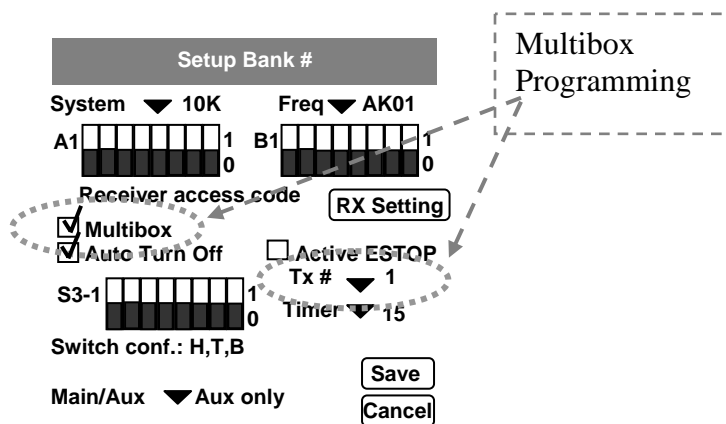 Multibox
Programming
Setup Bank #
System 10K Freq AK01
A1 1 B1 1
0 0
Receiver access code
RX Setting
Multibox
Auto Turn Off Active ESTOP
Tx # 1
S3-1 1
0 Timer 15
Switch conf.: H,T,B
Save
Main/Aux Aux only
Cancel